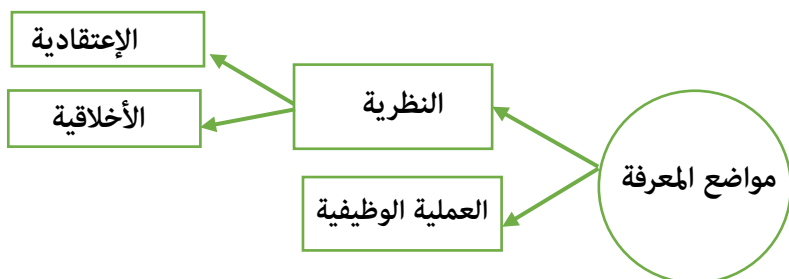 مواضع المعرفة
النظرية
العملية الوظيفية
الإعتقادية
الأخلاقية